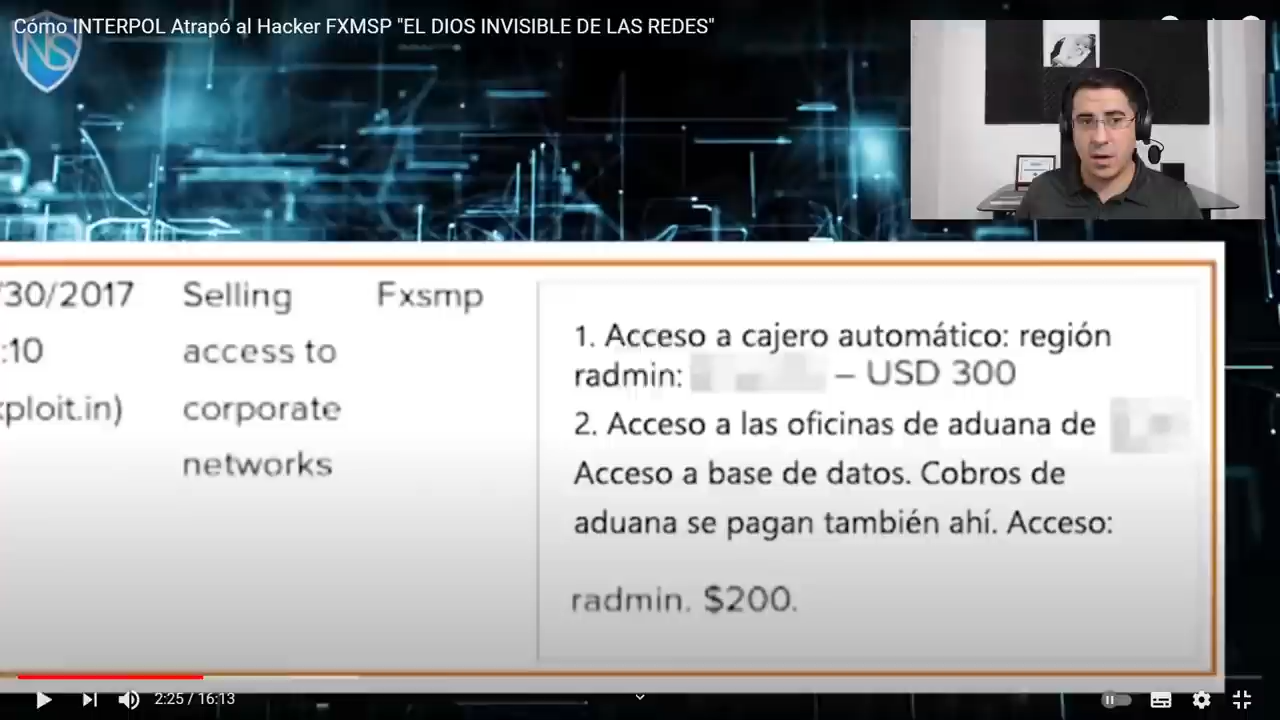 Cómo INTERPOL Atrapó al Hacker FXMSP "EL DIOS INVISIBLE DE LAS REDES"
NS
/30/2017
:10
xploit.in)
Selling
access to
corporate
networks
Fxsmp
1. Acceso a cajero automático: región
radmin: – USD 300
2. Acceso a las oficinas de aduana de
Acceso a base de datos. Cobros de
aduana se pagan también ahí. Acceso:
radmin. $200.
2:25 / 16:13